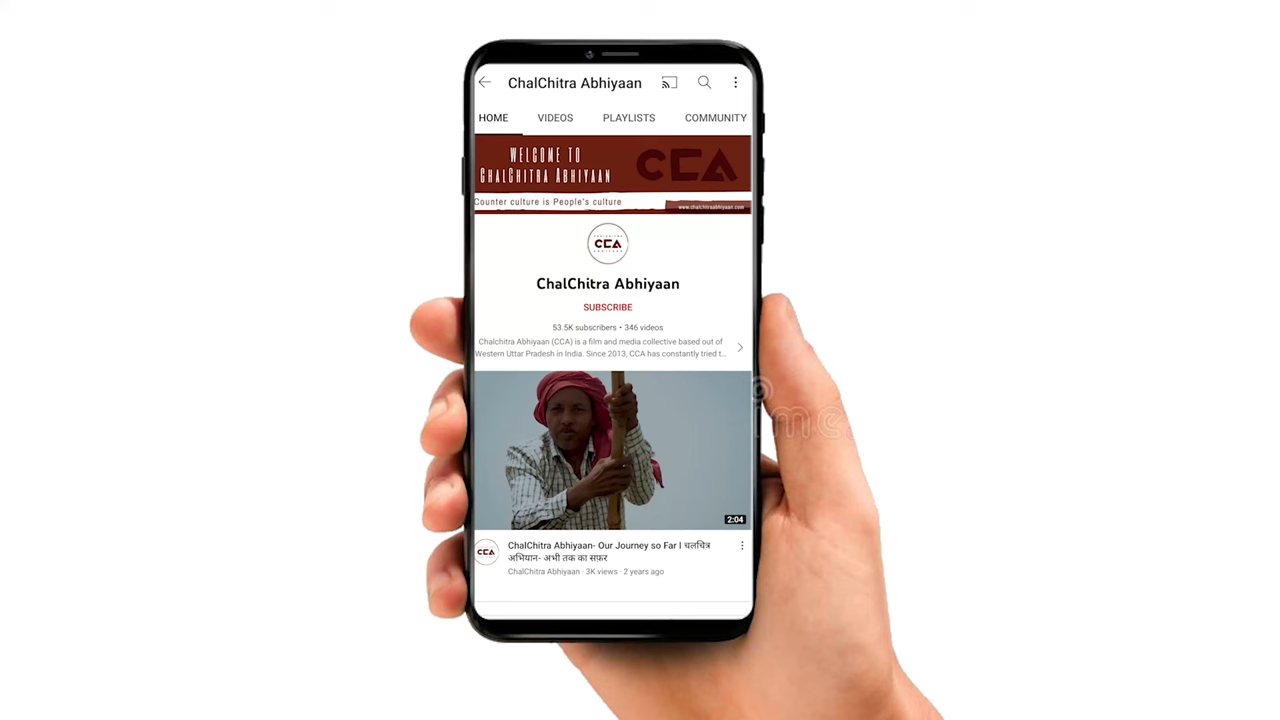 ChalChitra Abhiyaan
HOME VIDEOS PLAYLISTS COMMUNITY
WELCOME TO
CHALCHITRA ABHIYAAN
CCA
Counter culture is People's culture
www.chalchitraabhiyaan.com
CCA
ChalChitra Abhiyaan
SUBSCRIBE
53.5K subscribers • 346 videos
Chalchitra Abhiyaan (CCA) is a film and media collective based out of
Western Uttar Pradesh in India. Since 2013, CCA has constantly tried t...
2:04
CCA
ChalChitra Abhiyaan- Our Journey so Far l चलचित्र
अभियान- अभी तक का सफ़र
ChalChitra Abhiyaan · 3K views · 2 years ago